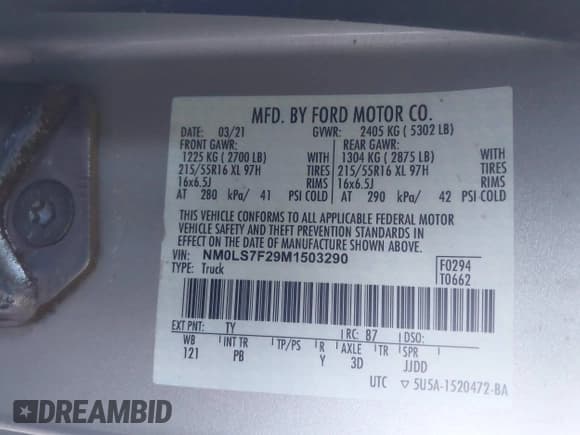 MFD. BY FORD MOTOR CO.
DATE: 03/21 GVWR: 2405 KG ( 5302 LB)
FRONT GAWR: REAR GAWR:
1225 KG ( 2700 LB) WITH 1304 KG ( 2875 LB) WITH
215/55R16 XL 97H TIRES 215/55R16 XL 97H TIRES
16x6.5J RIMS 16x6.5J RIMS
AT 280 kPa/ 41 PSI COLD AT 290 kPa/ 42 PSI COLD
THIS VEHICLE CONFORMS TO ALL APPLICABLE FEDERAL MOTOR
VEHICLE SAFETY AND THEFT PREVENTION STANDARDS IN
EFFECT ON THE DATE OF MANUFACTURE SHOWN ABOVE.
VIN: NM0LS7F29M1503290 F0294
TYPE: Truck T0662
EXT PNT: TY RC: 87 DSO:
WB INT TR TP/PS R AXLE TR SPR
121 PB Y 3D JJDD
UTC ▽ 5U5A-1520472-BA
DREAMBID